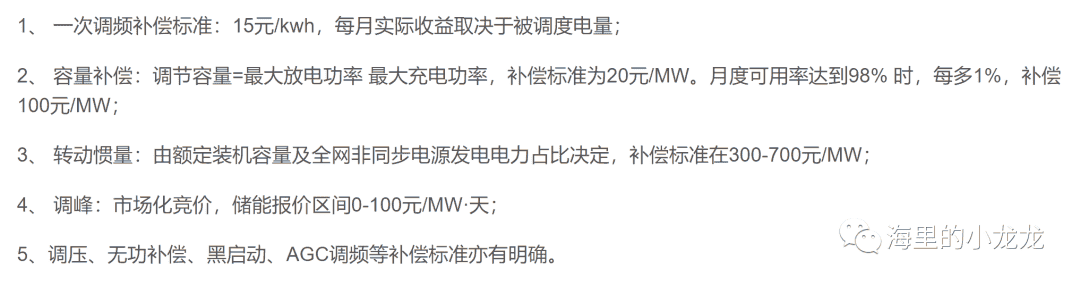 1、 一次调频补偿标准：15元/kwh，每月实际收益取决于被调度电量；
2、 容量补偿：调节容量=最大放电功率 最大充电功率，补偿标准为20元/MW。月度可用率达到98% 时，每多1%，补偿
100元/MW；
3、 转动惯量：由额定装机容量及全网非同步电源发电电力占比决定，补偿标准在300-700元/MW；
4、 调峰：市场化竞价，储能报价区间0-100元/MW·天；
5、调压、无功补偿、黑启动、AGC调频等补偿标准亦有明确。
海里的小龙龙